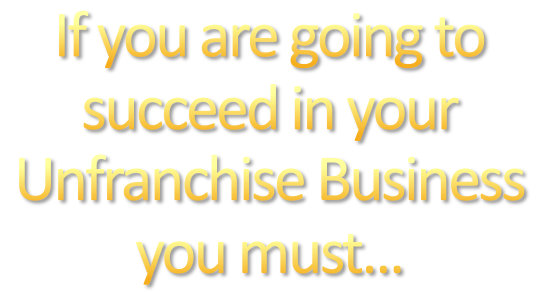 If you are going to
succeed in your
Unfranchise Business
you must...